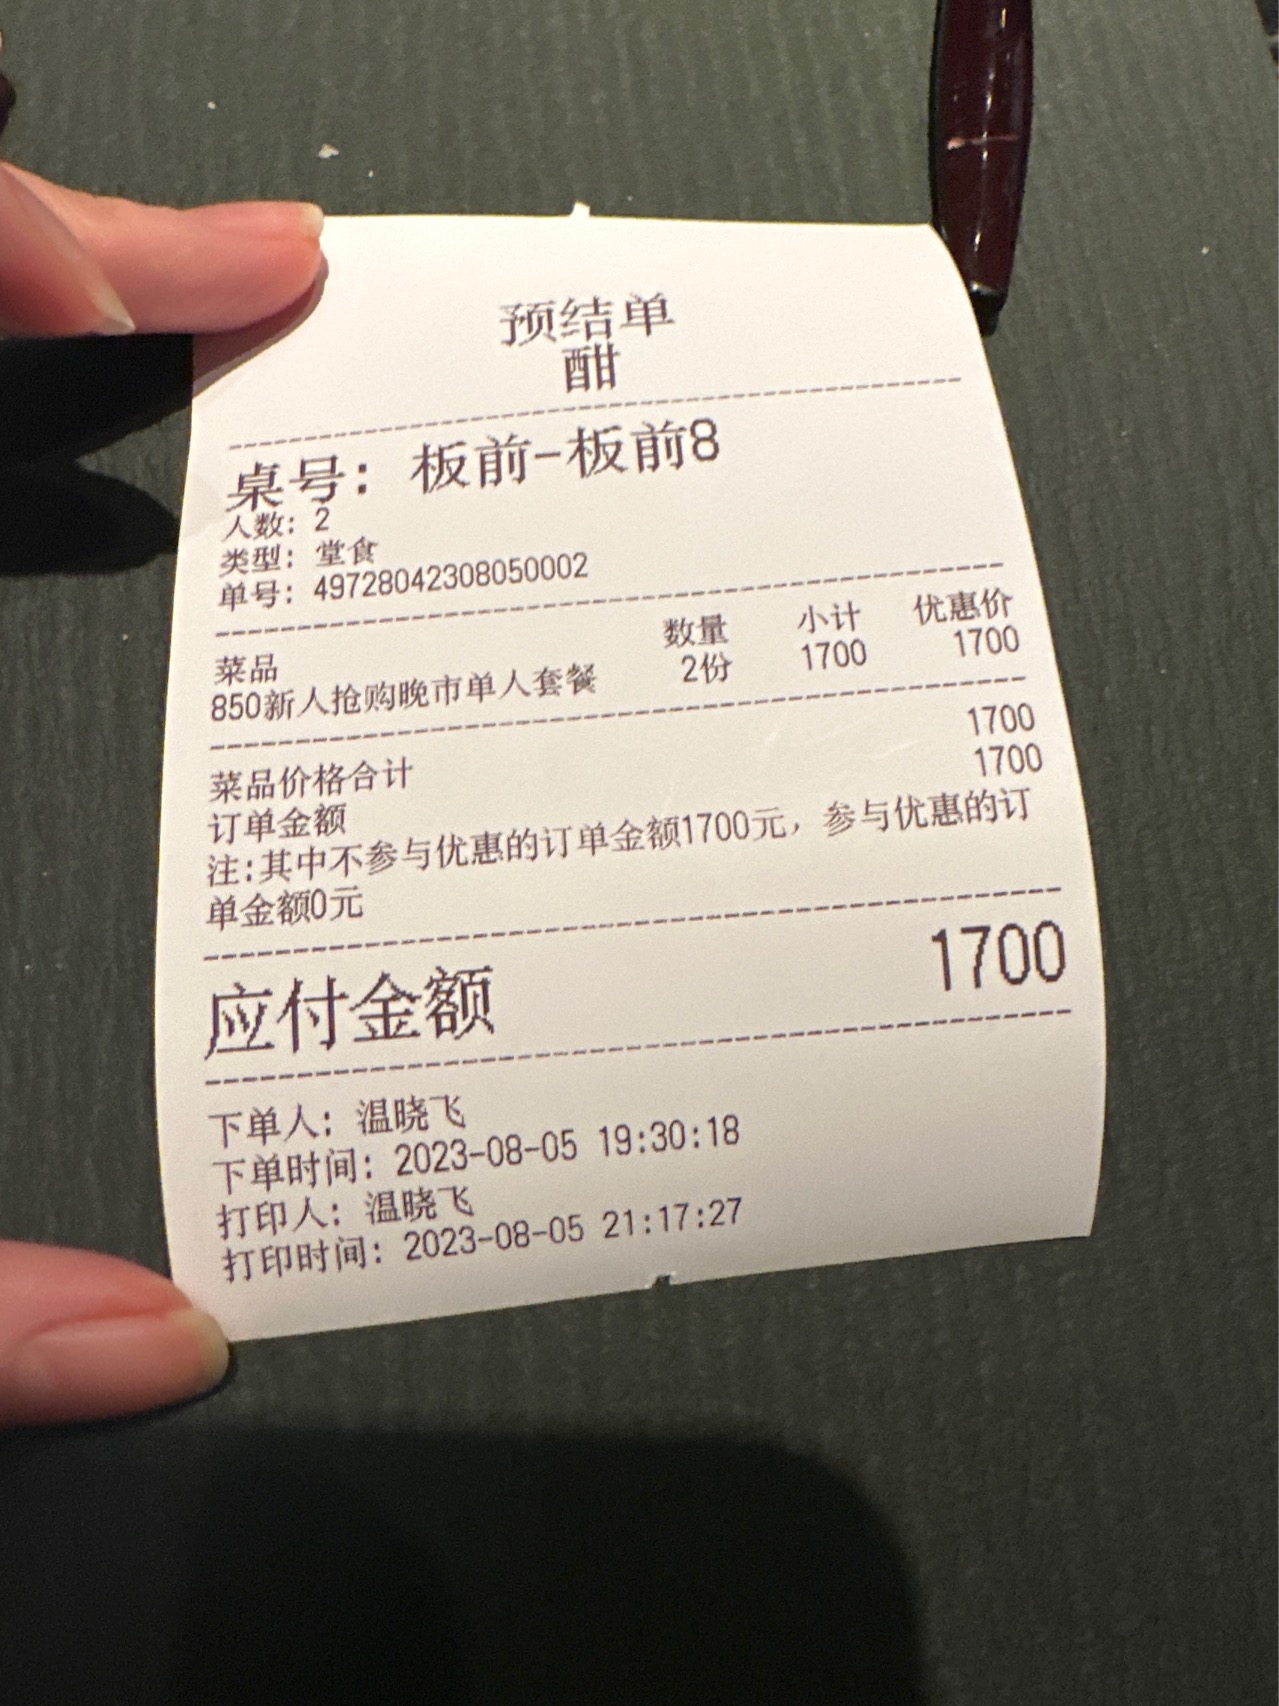 预结单
酣
桌号：板前-板前8
人数：2
类型：堂食
单号：49728042308050002
菜品 数量 小计 优惠价
850新人抢购晚市单人套餐 2份 1700 1700
菜品价格合计 1700
订单金额 1700
注:其中不参与优惠的订单金额1700元，参与优惠的订
单金额0元
应付金额 1700
下单人：温晓飞
下单时间：2023-08-05 19:30:18
打印人：温晓飞
打印时间：2023-08-05 21:17:27